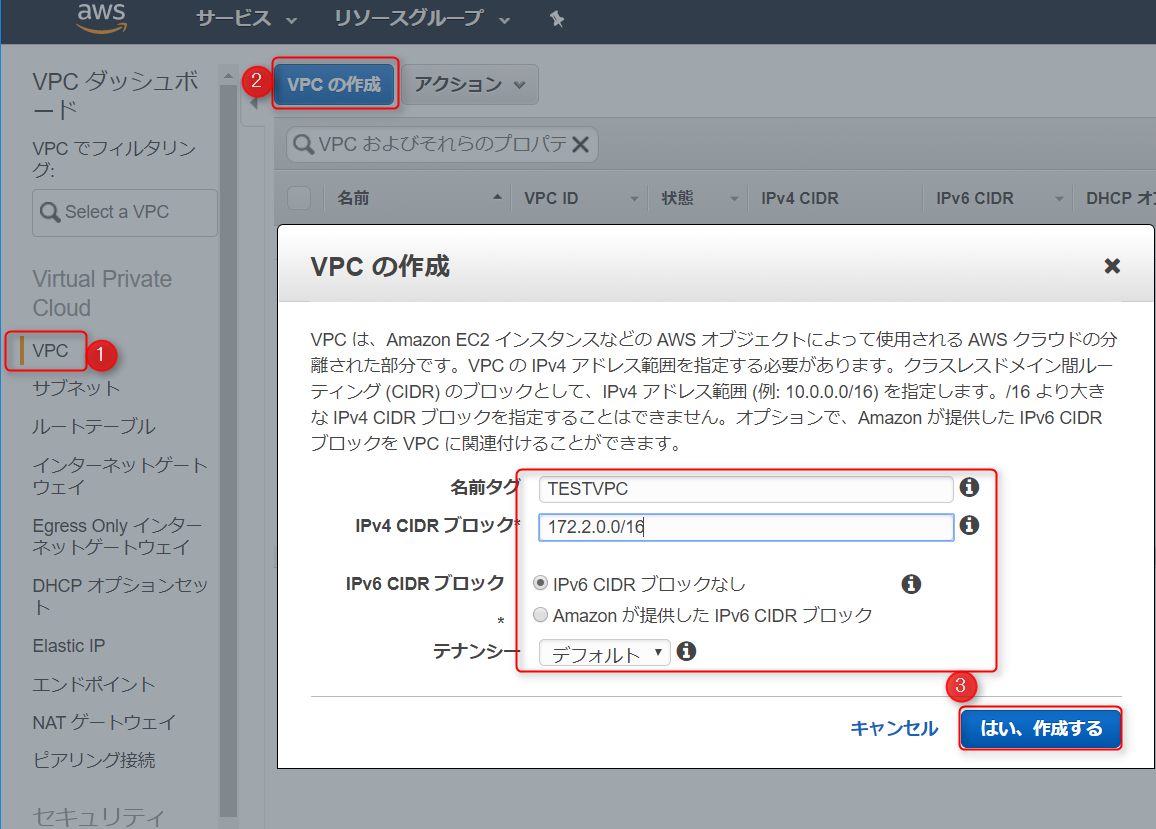 aws
サービス
リソースグループ
VPC ダッシュボ
ード
VPC でフィルタリン
グ:
Select a VPC
Virtual Private
Cloud
VPC
1
サブネット
ルートテーブル
インターネットゲート
ウェイ
Egress Only インター
ネットゲートウェイ
DHCP オプションセッ
ト
Elastic IP
エンドポイント
NAT ゲートウェイ
ピアリング接続
セキュリティ
2
VPC の作成
アクション
VPC およびそれらのプロパテ
名前
VPC ID
状態
IPv4 CIDR
IPv6 CIDR
DHCP オ
VPC の作成
VPC は、Amazon EC2 インスタンスなどの AWS オブジェクトによって使用される AWS クラウドの分
離された部分です。VPC の IPv4 アドレス範囲を指定する必要があります。クラスレスドメイン間ルー
ティング (CIDR) のブロックとして、IPv4 アドレス範囲 (例: 10.0.0.0/16) を指定します。/16 より大き
な IPv4 CIDR ブロックを指定することはできません。オプションで、Amazon が提供した IPv6 CIDR
ブロックを VPC に関連付けることができます。
名前タグ
TESTVPC
IPv4 CIDR ブロック*
172.2.0.0/16
IPv6 CIDR ブロック
*
IPv6 CIDR ブロックなし
Amazon が提供した IPv6 CIDR ブロック
テナンシー
デフォルト
3
キャンセル
はい、作成する